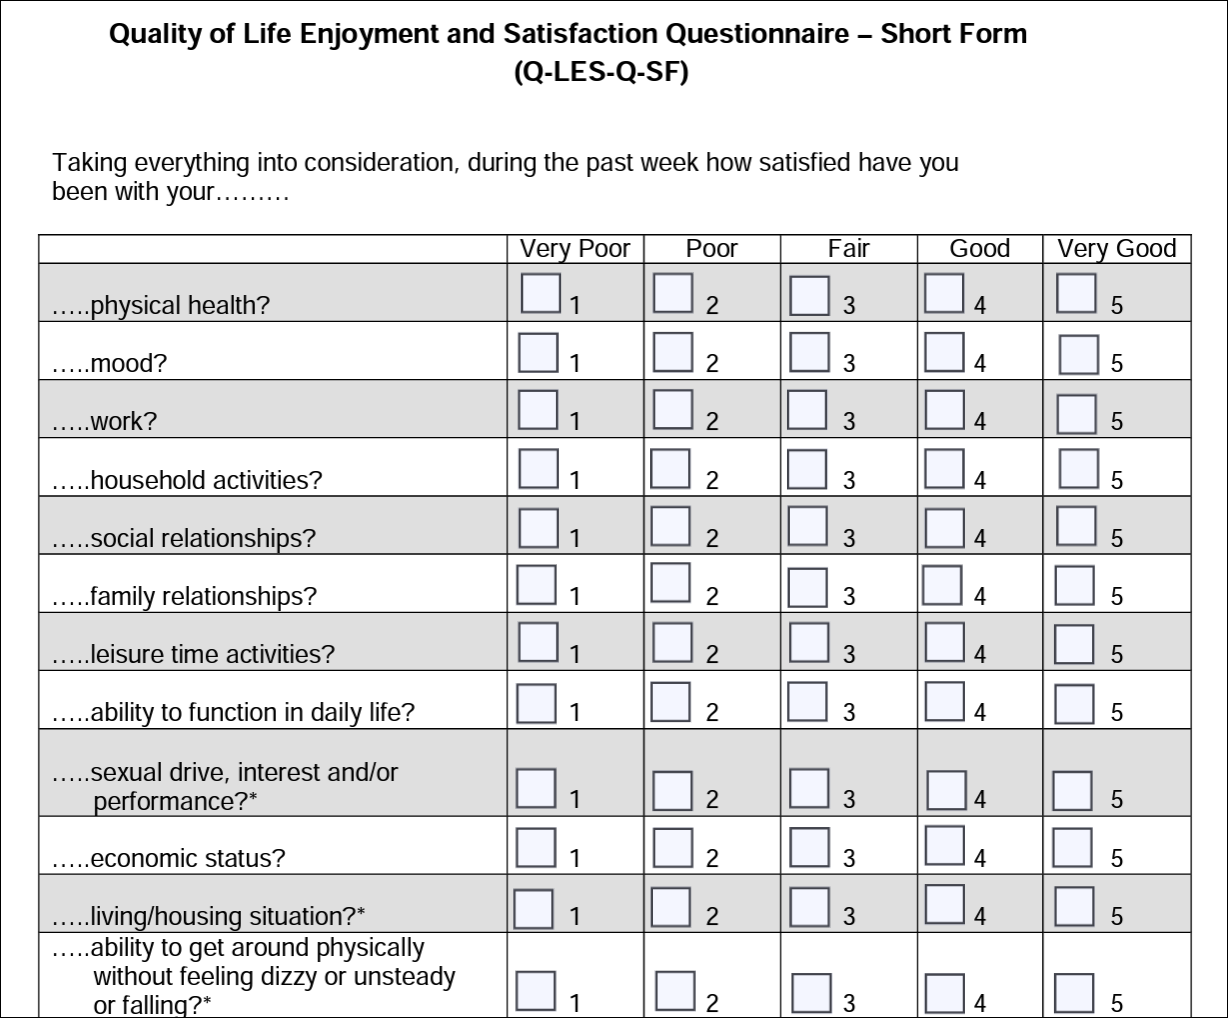 Quality of Life Enjoyment and Satisfaction Questionnaire – Short Form
(Q-LES-Q-SF)
Taking everything into consideration, during the past week how satisfied have you
been with your………
Very Poor Poor Fair Good Very Good
…..physical health? 1 2 3 4 5
…..mood? 1 2 3 4 5
…..work? 1 2 3 4 5
…..household activities? 1 2 3 4 5
…..social relationships? 1 2 3 4 5
…..family relationships? 1 2 3 4 5
…..leisure time activities? 1 2 3 4 5
…..ability to function in daily life? 1 2 3 4 5
…..sexual drive, interest and/or
performance?* 1 2 3 4 5
…..economic status? 1 2 3 4 5
…..living/housing situation?* 1 2 3 4 5
…..ability to get around physically
without feeling dizzy or unsteady
or falling?* 1 2 3 4 5